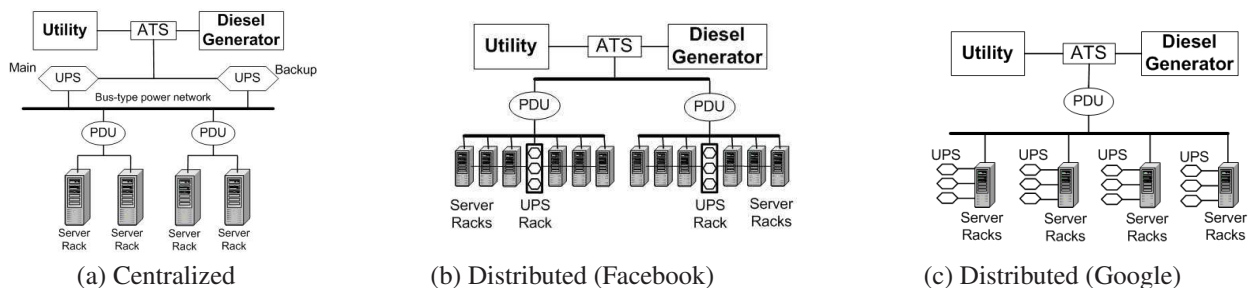 Utility
ATS
Diesel
Generator
Main
UPS
UPS
Backup
Bus-type power network
PDU
PDU
Server
Rack
Server
Rack
Server
Rack
Server
Rack
(a) Centralized
Utility
ATS
Diesel
Generator
PDU
PDU
Server
Racks
UPS
Rack
UPS
Rack
Server
Racks
(b) Distributed (Facebook)
Utility
ATS
Diesel
Generator
PDU
UPS
UPS
UPS
UPS
Server
Racks
Server
Racks
Server
Racks
Server
Racks
(c) Distributed (Google)